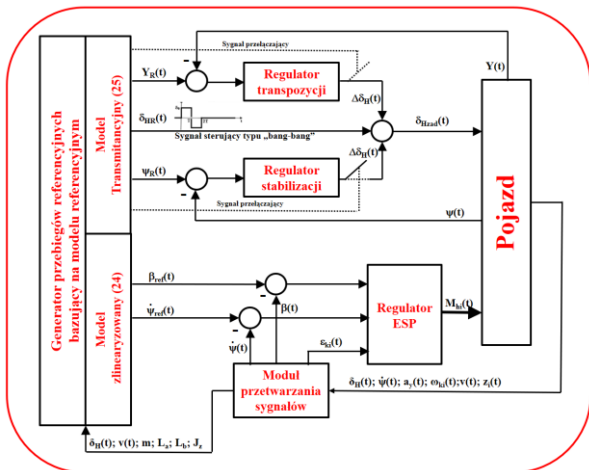 Generator przebiegów referencyjnych
bazujący na modelu referencyjnym
Model
Transmitancyjny (25)
Model
zlinearyzowany (24)
Sygnał przełączający
Y(t)
Y_R(t)
Regulator
transpozycji
Δδ_H(t)
δ_HR(t)
Sygnał sterujący typu „bang-bang”
δ_Hzad(t)
Δδ_H(t)
ψ_R(t)
Regulator
stabilizacji
Sygnał przełączający
ψ(t)
Pojazd
β_ref(t)
ψ̇_ref(t)
β(t)
ψ̇(t)
Regulator
ESP
M_hi(t)
ε_ki(t)
Moduł
przetwarzania
sygnałów
δ_H(t); ψ̇(t); a_y(t); ω_ki(t);v(t); z_i(t)
δ_H(t); v(t); m; L_a; L_b; J_z